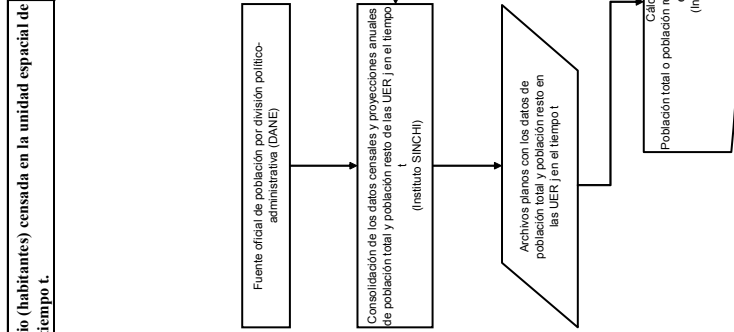 io (habitantes) censada en la unidad espacial de
iempo t.
Fuente oficial de población por división político-
administrativa (DANE)
Consolidación de los datos censales y proyecciones anuales
de población total y población resto de las UER j en el tiempo
t
(Instituto SINCHI)
Archivos planos con los datos de
población total y población resto en
las UER j en el tiempo t
Cálc
Población total o población r
(In